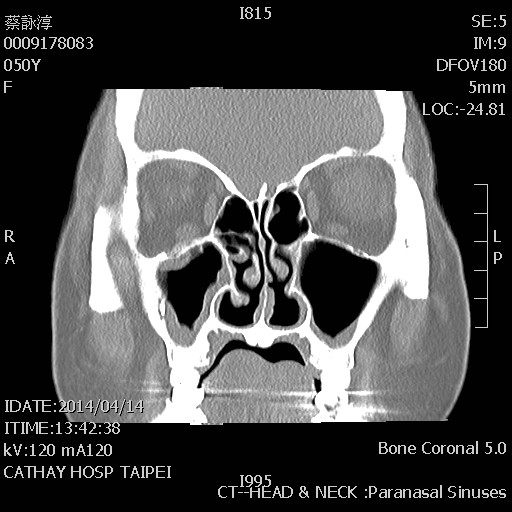 I815
蔡詠淳
0009178083
050Y
F
SE:5
IM:9
DFOV180
5mm
LOC:-24.81
R
A
L
P
IDATE:2014/04/14
ITIME:13:42:38
kV:120 mA120
CATHAY HOSP TAIPEI
Bone Coronal 5.0
I995
CT--HEAD & NECK :Paranasal Sinuses